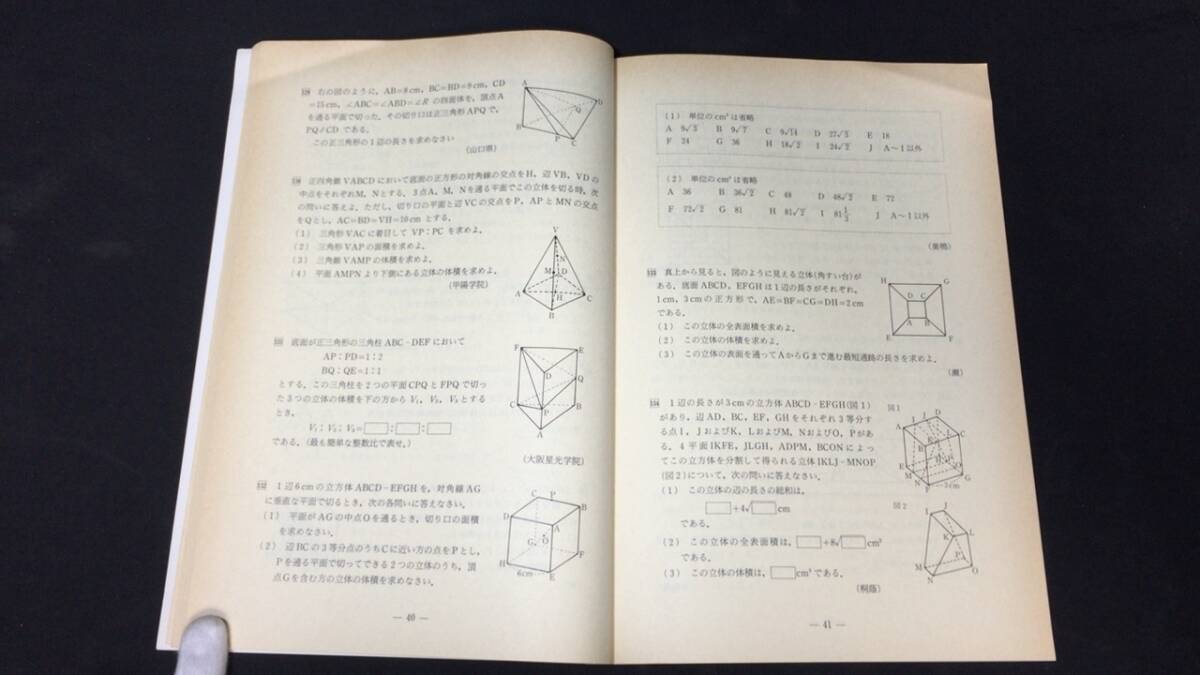 右の図のように，AB=8cm，BC=BD=9cm，CD
=15cm，∠ABC=∠ABD=∠R の四面体を，頂点A
を通る平面で切った．その切り口は正三角形APQで，
PQ∥CD である．
この正三角形の1辺の長さを求めなさい
(山口県)
A
B
P
C
Q
D
正四角錐VABCDにおいて底面の正方形の対角線の交点をH，辺VB，VDの
中点をそれぞれM，Nとする．3点A，M，Nを通る平面でこの立体を切る時，次
の問いに答えよ．ただし，切り口の平面と辺VCの交点をP，APとMNの交点
をQとし，AC=BD=VH=10cmとする．
(1) 三角形VACに着目してVP：PCを求めよ．
(2) 三角形VAPの面積を求めよ．
(3) 三角錐VAMPの体積を求めよ．
(4) 平面AMPNより下側にある立体の体積を求めよ．
(甲陽学院)
V
N
M
D
A
H
C
B
底面が正三角形の三角柱ABC-DEFにおいて
AP：PD=1：2
BQ：QE=1：1
とする．この三角柱を2つの平面CPQとFPQで切っ
た3つの立体の体積を下の方からV₁，V₂，V₃とする
とき，
V₁：V₂：V₃=□：□：□
である．(最も簡単な整数比で表せ．)
(大阪星光学院)
F
E
D
Q
C
P
B
A
532 1辺6cmの立方体ABCD-EFGHを，対角線AG
に垂直な平面で切るとき，次の各問いに答えなさい．
(1) 平面がAGの中点Oを通るとき，切り口の面積
を求めなさい．
(2) 辺BCの3等分点のうちCに近い方の点をPとし，
Pを通る平面で切ってできる2つの立体のうち，頂
点Gを含む方の立体の体積を求めなさい．
C
P
B
D
A
G
O
F
H
6cm
E
— 40 —
(1) 単位のcm²は省略
A 9√3 B 9√7 C 9√14 D 27√3 E 18
F 24 G 36 H 18√2 I 24√2 J A〜I以外
(2) 単位のcm³は省略
A 36 B 36√2 C 48 D 48√2 E 72
F 72√2 G 81 H 81√2 I 81 1/3 J A〜I以外
(巣鴨)
533 真上から見ると，図のように見える立体(角すい台)が
ある．底面ABCD，EFGHは1辺の長さがそれぞれ，
1cm，3cmの正方形で，AE=BF=CG=DH=2cm
である．
(1) この立体の全表面積を求めよ．
(2) この立体の体積を求めよ．
(3) この立体の表面を通ってAからGまで進む最短通路の長さを求めよ．
(灘)
H
G
D
C
A
B
E
F
534 1辺の長さが3cmの立方体ABCD-EFGH(図1)
があり，辺AD，BC，EF，GHをそれぞれ3等分す
る点I，JおよびK，LおよびM，NおよびO，Pがあ
る．4平面IKFE，JLGH，ADPM，BCONによっ
てこの立方体を分割して得られる立体IKLJ-MNOP
(図2)について，次の問いに答えなさい．
(1) この立体の辺の長さの総和は，
□+4√□cm
である．
(2) この立体の全表面積は，□+8√□cm²
である．
(3) この立体の体積は，□cm³である．
(桐蔭)
図1
3cm
図2
I
J
K
L
M
P
N
O
— 41 —